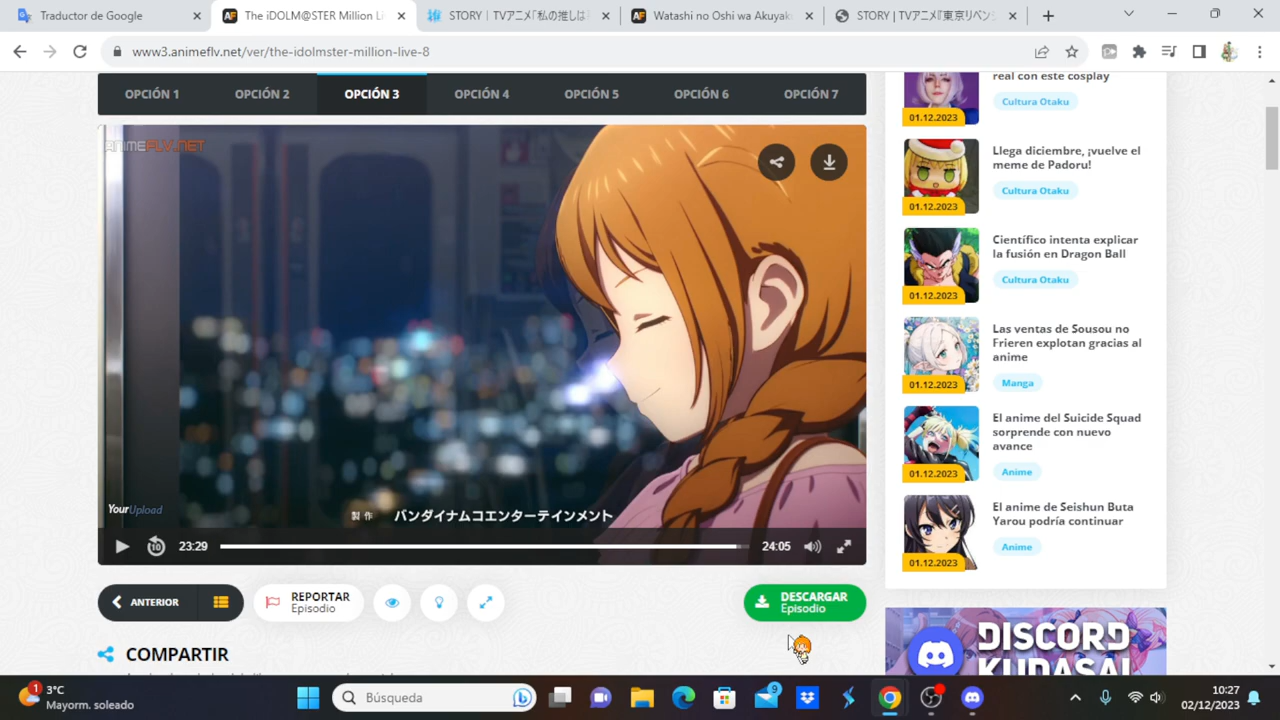 Traductor de Google
The iDOLM@STER Million Li
STORY | TVアニメ「私の推しは
Watashi no Oshi wa Akuyaku
STORY | TVアニメ『東京リベン
www3.animeflv.net/ver/the-idolmster-million-live-8
OPCIÓN 1
OPCIÓN 2
OPCIÓN 3
OPCIÓN 4
OPCIÓN 5
OPCIÓN 6
OPCIÓN 7
ANIMEFLV.NET
YourUpload
製作 バンダイナムコエンターテインメント
10
23:29
24:05
ANTERIOR
REPORTAR
Episodio
DESCARGAR
Episodio
COMPARTIR
real con este cosplay
Cultura Otaku
01.12.2023
Llega diciembre, ¡vuelve el
meme de Padoru!
Cultura Otaku
01.12.2023
Científico intenta explicar
la fusión en Dragon Ball
Cultura Otaku
01.12.2023
Las ventas de Sousou no
Frieren explotan gracias al
anime
Manga
01.12.2023
El anime del Suicide Squad
sorprende con nuevo
avance
Anime
01.12.2023
El anime de Seishun Buta
Yarou podría continuar
Anime
01.12.2023
DISCORD
KUDASAI
1
3°C
Mayorm. soleado
Búsqueda
9
10:27
02/12/2023